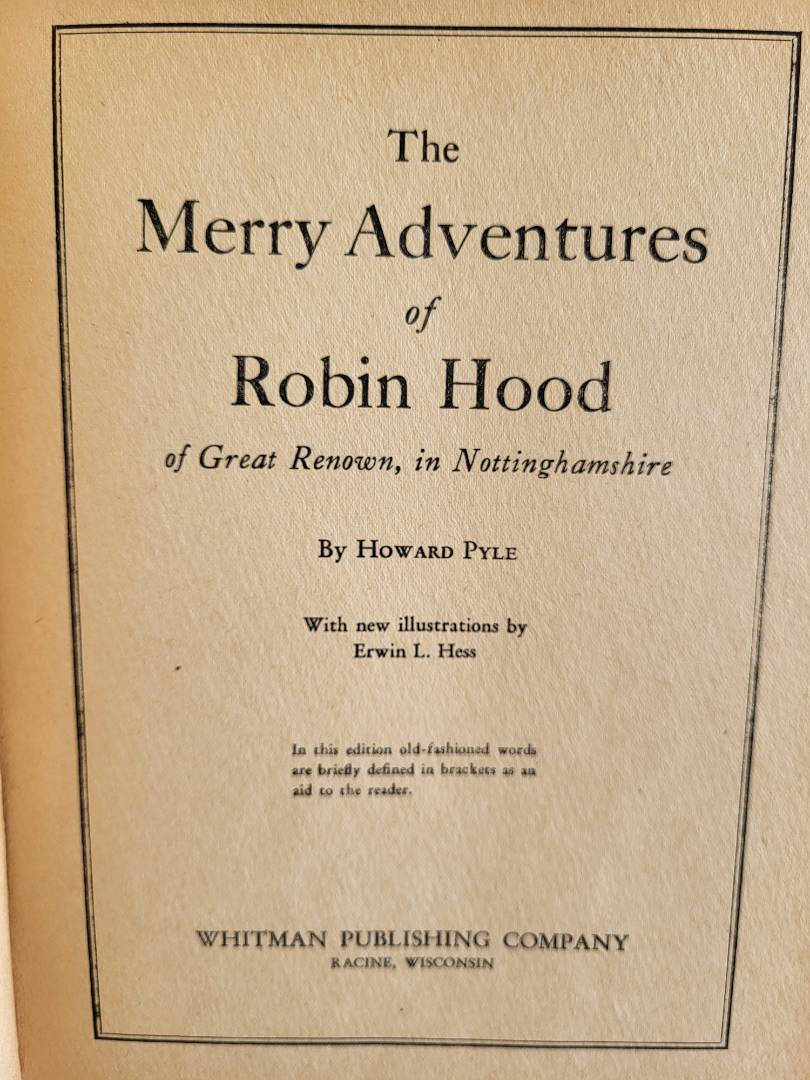 The
Merry Adventures
of
Robin Hood
of Great Renown, in Nottinghamshire
By HOWARD PYLE
With new illustrations by
Erwin L. Hess
In this edition old-fashioned words
are briefly defined in brackets as an
aid to the reader.
WHITMAN PUBLISHING COMPANY
RACINE, WISCONSIN